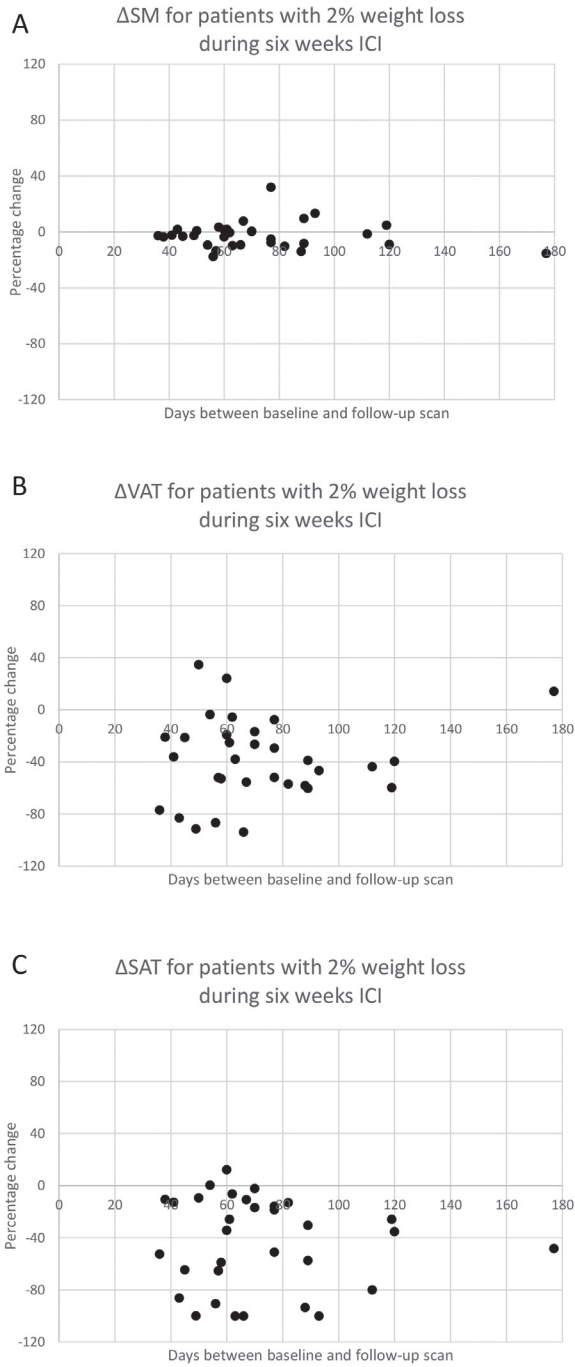 A
ΔSM for patients with 2% weight loss
during six weeks ICI
120
80
40
0
0 20 40 60 80 100 120 140 160 180
-40
-80
-120
Percentage change
Days between baseline and follow-up scan
B
ΔVAT for patients with 2% weight loss
during six weeks ICI
120
80
40
0
0 20 40 60 80 100 120 140 160 180
-40
-80
-120
Percentage change
Days between baseline and follow-up scan
C
ΔSAT for patients with 2% weight loss
during six weeks ICI
120
80
40
0
0 20 40 60 80 100 120 140 160 180
-40
-80
-120
Percentage change
Days between baseline and follow-up scan